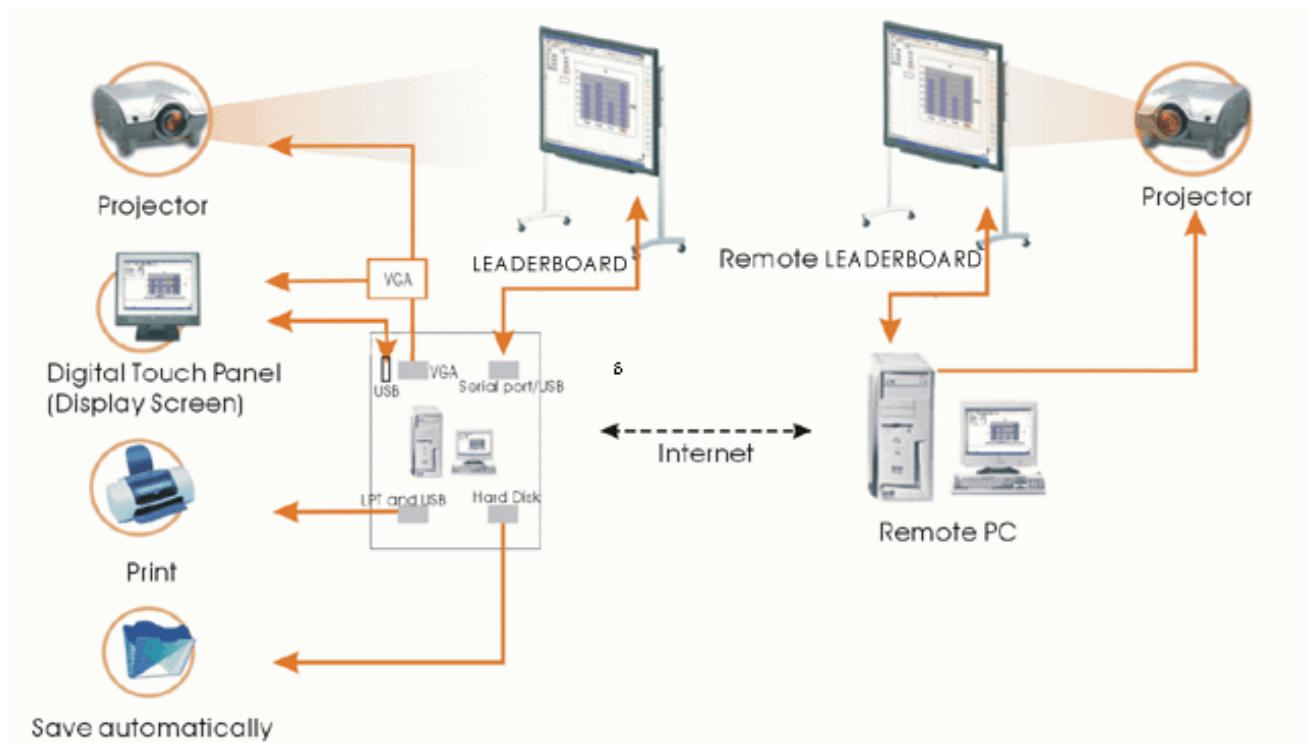 Projector
LEADERBOARD
Remote LEADERBOARD
Projector
VGA
Digital Touch Panel
(Display Screen)
USB
VGA
Serial port/USB
δ
Internet
LPT and USB
Hard Disk
Remote PC
Print
Save automatically